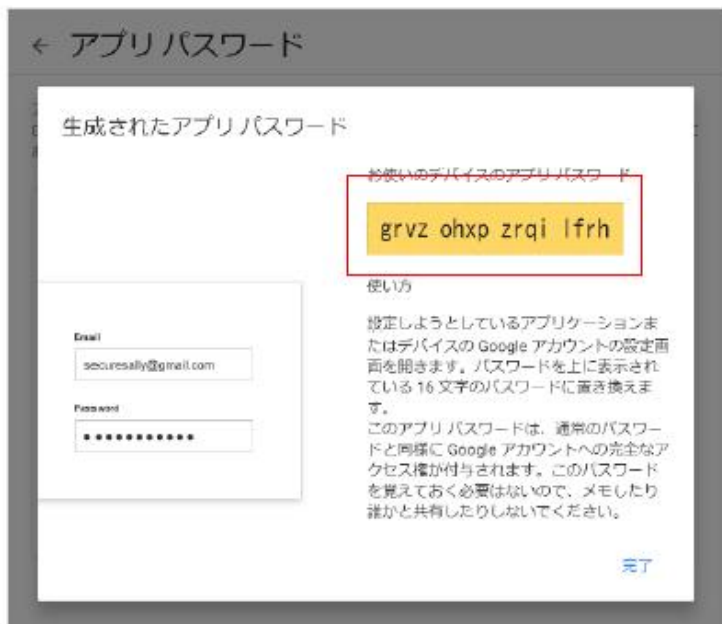 ← アプリ パスワード
生成されたアプリ パスワード
お使いのデバイスのアプリ パスワード
grvz ohxp zrqi lfrh
使い方
Email
securesally@gmail.com
Password
設定しようとしているアプリケーションま
たはデバイスの Google アカウントの設定画
面を開きます。パスワードを上に表示され
ている 16 文字のパスワードに置き換えま
す。
このアプリ パスワードは、通常のパスワー
ドと同様に Google アカウントへの完全なア
クセス権が付与されます。このパスワード
を覚えておく必要はないので、メモしたり
誰かと共有したりしないでください。
完了